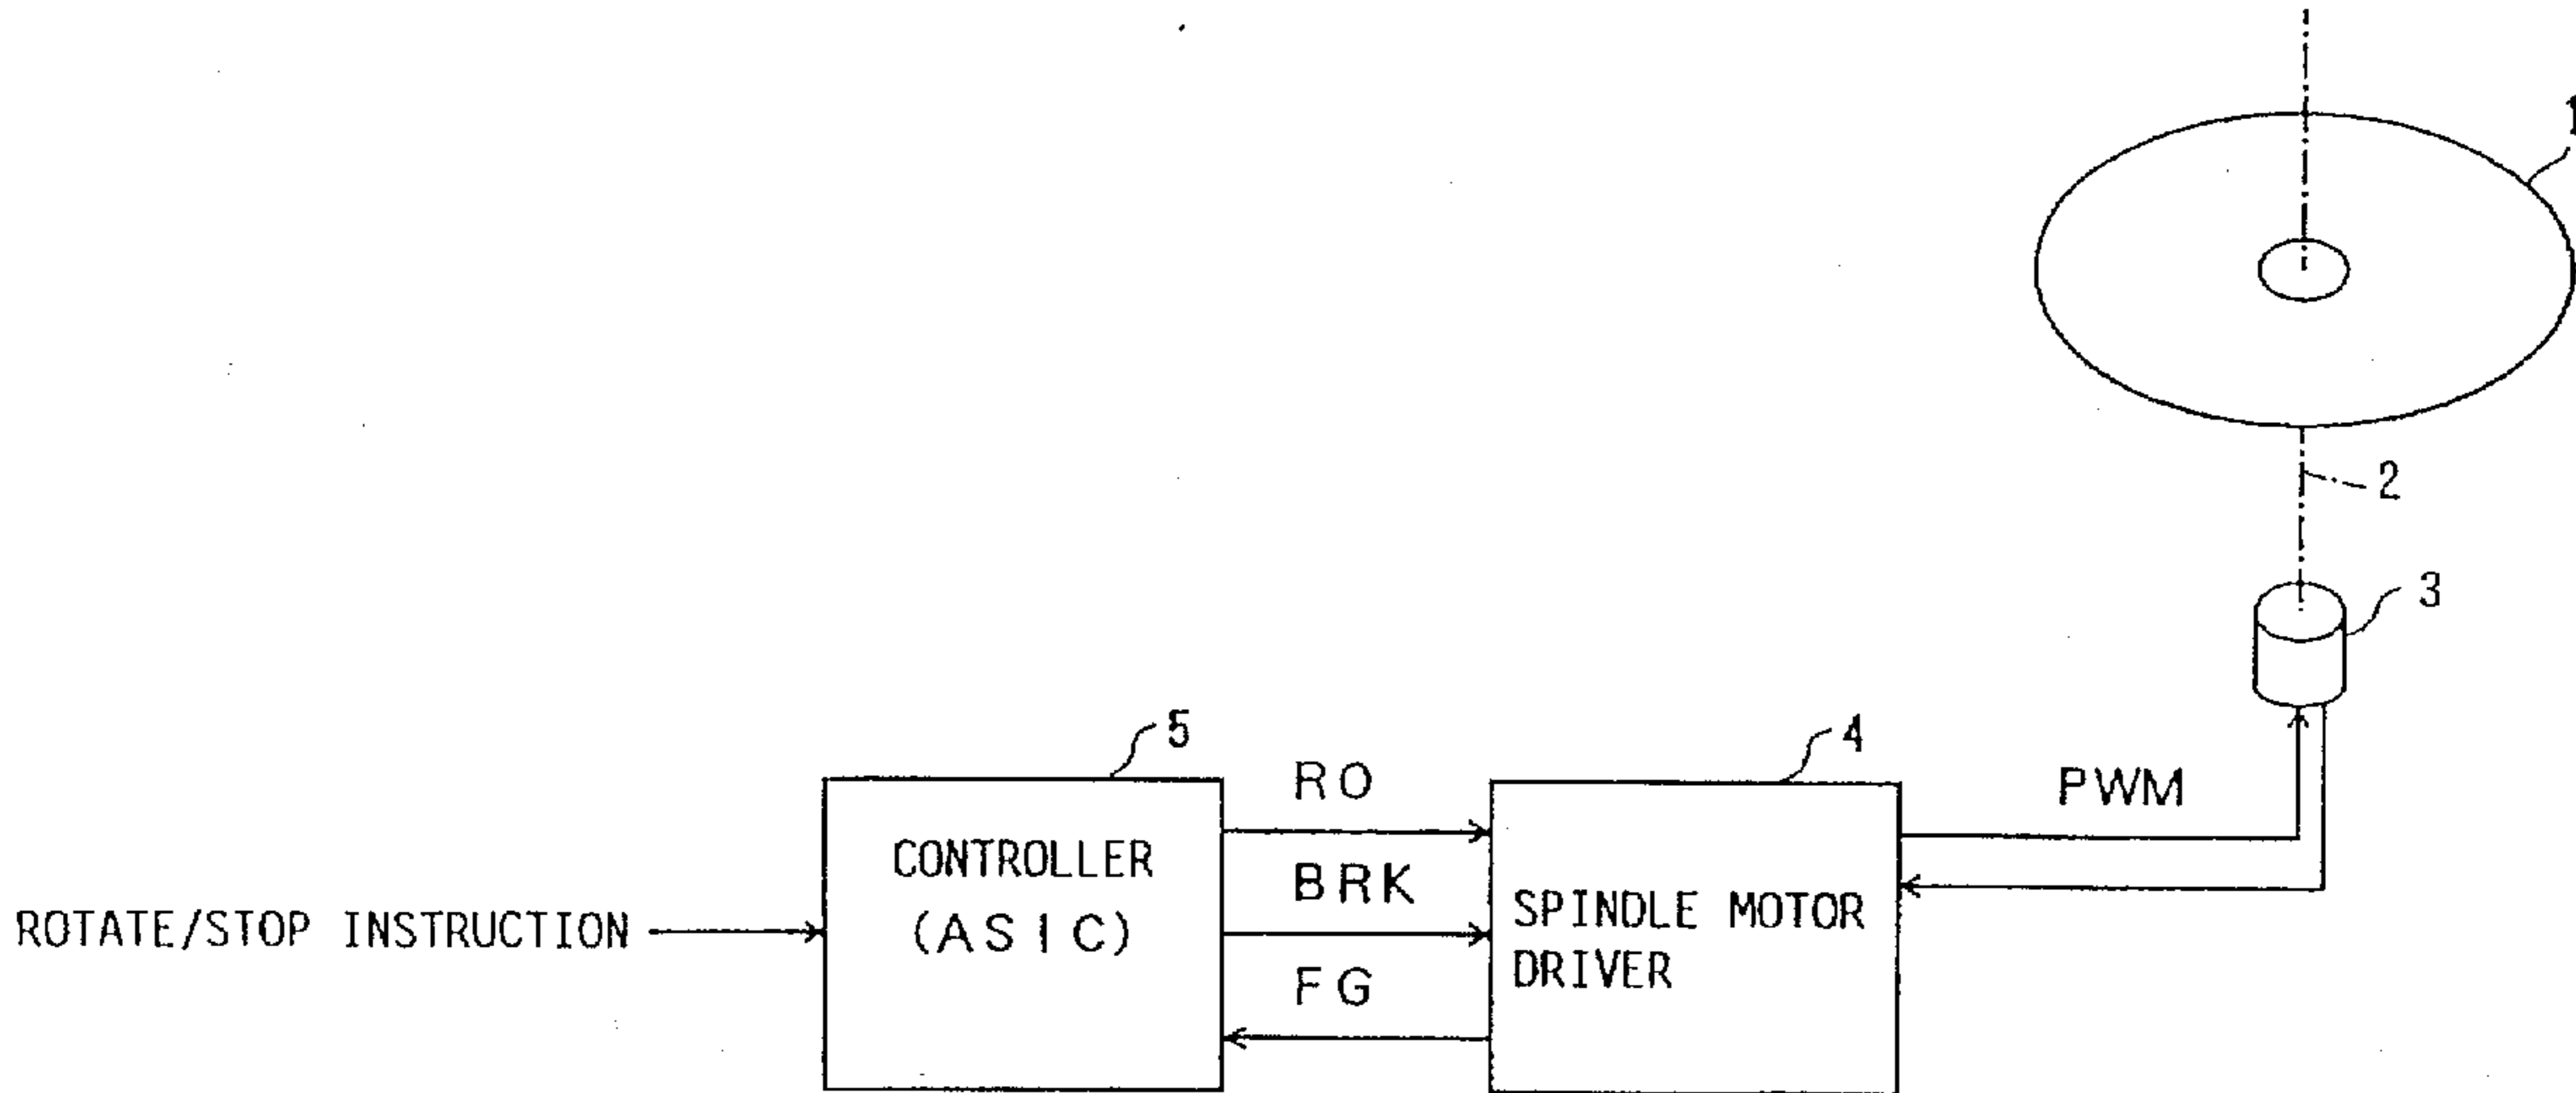 1
2
3
5
4
RO
PWM
CONTROLLER
(ASIC)
BRK
ROTATE/STOP INSTRUCTION
SPINDLE MOTOR
DRIVER
FG